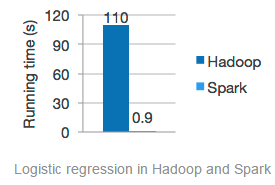 120
90
60
30
0
Running time (s)
110
0.9
Hadoop
Spark
Logistic regression in Hadoop and Spark